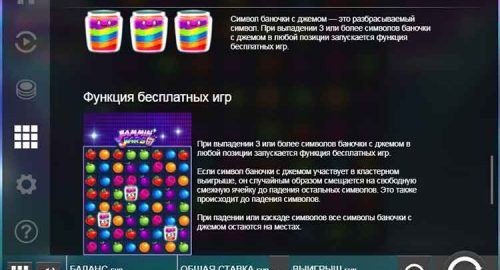 Символ баночки с джемом — это разбрасываемый
символ. При выпадении 3 или более символов баночки
с джемом в любой позиции запускается функция
бесплатных игр.
Функция бесплатных игр
JAMMIN'
JARS
При выпадении 3 или более символов баночки с джемом в
любой позиции запускается функция бесплатных игр.
Если символ баночки с джемом участвует в кластерном
выигрыше, он случайным образом смещается на свободную
смежную ячейку до падения остальных символов. Это также
происходит до падения символов.
При падении или каскаде символов все символы баночки с
джемом остаются на местах.
БАЛАНС
ОБЩАЯ СТАВКА
ВЫИГРЫШ